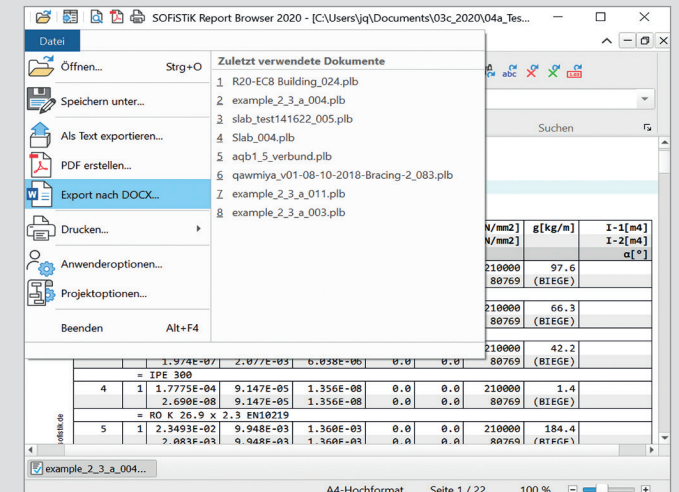 SOFiSTiK Report Browser 2020 - [C:\Users\jq\Documents\03c_2020\04a_Tes...
Datei
Öffnen... Strg+O
Speichern unter...
Als Text exportieren...
PDF erstellen...
Export nach DOCX...
Drucken...
Anwenderoptionen...
Projektoptionen...
Beenden Alt+F4
Zuletzt verwendete Dokumente
1 R20-EC8 Building_024.plb
2 example_2_3_a_004.plb
3 slab_test141622_005.plb
4 Slab_004.plb
5 aqb1_5_verbund.plb
6 qawmiya_v01-08-10-2018-Bracing-2_083.plb
7 example_2_3_a_011.plb
8 example_2_3_a_003.plb
abc
Suchen
N/mm2] g[kg/m] I-1[m4]
N/mm2] I-2[m4]
α[°]
210000 97.6
80769 (BIEGE)
210000 66.3
80769 (BIEGE)
210000 42.2
1.974E-07 2.077E-03 6.038E-06 0.0 0.0 80769 (BIEGE)
= IPE 300
4 1 1.7775E-04 9.147E-05 1.356E-08 0.0 0.0 210000 1.4
2.690E-08 9.147E-05 1.356E-08 0.0 0.0 80769 (BIEGE)
= RO K 26.9 x 2.3 EN10219
5 1 2.3493E-02 9.948E-03 1.360E-03 0.0 0.0 210000 184.4
2.083E-03 9.948E-03 1.360E-03 0.0 0.0 80769 (BIEGE)
ofistik.de
example_2_3_a_004...
A4-Hochformat Seite 1 / 22 100 %